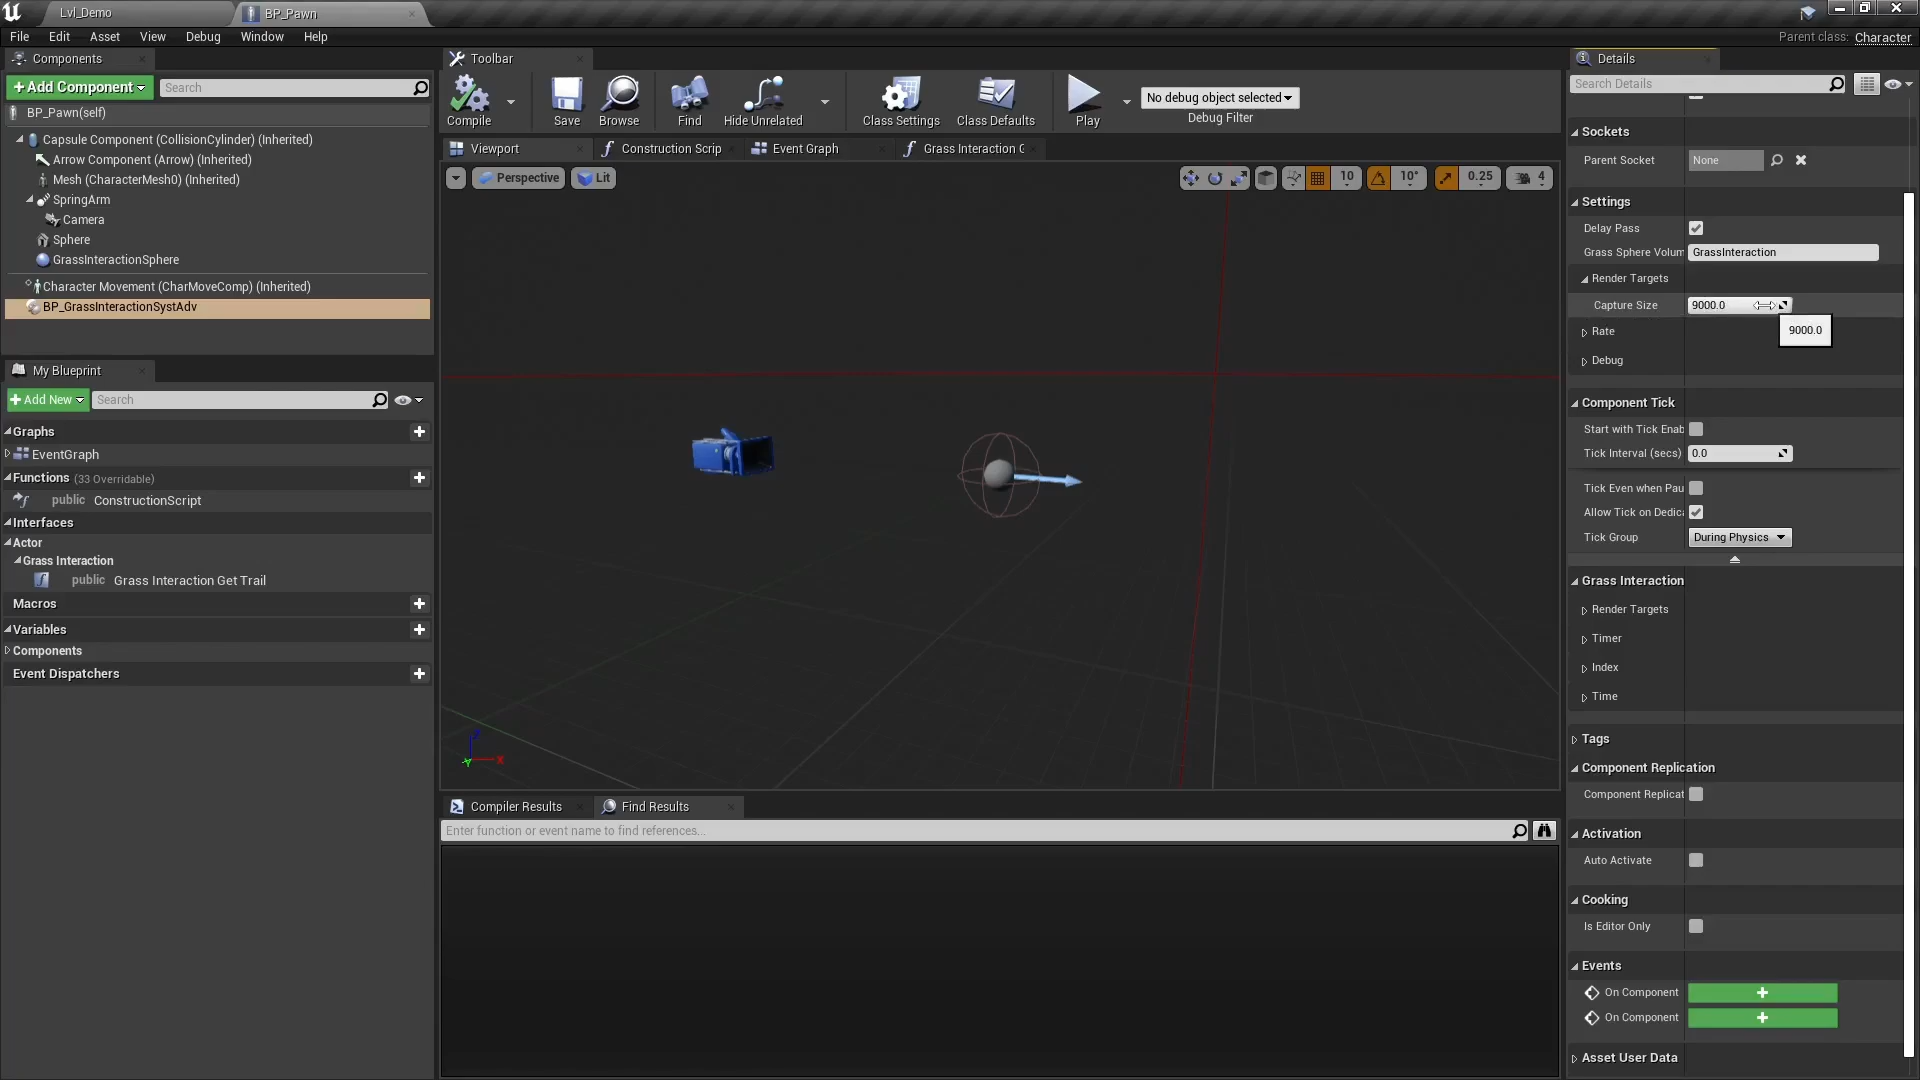 Lvl_Demo
BP_Pawn
File Edit Asset View Debug Window Help
Parent class: Character
Components
+ Add Component
Search
BP_Pawn(self)
Capsule Component (CollisionCylinder) (Inherited)
Arrow Component (Arrow) (Inherited)
Mesh (CharacterMesh0) (Inherited)
SpringArm
Camera
Sphere
GrassInteractionSphere
Character Movement (CharMoveComp) (Inherited)
BP_GrassInteractionSystAdv
My Blueprint
+ Add New
Search
Graphs
EventGraph
Functions (33 Overridable)
public ConstructionScript
Interfaces
Actor
Grass Interaction
public Grass Interaction Get Trail
Macros
Variables
Components
Event Dispatchers
Toolbar
Compile
Save
Browse
Find
Hide Unrelated
Class Settings
Class Defaults
Play
No debug object selected
Debug Filter
Viewport
Construction Scrip
Event Graph
Grass Interaction G
Perspective
Lit
10
10°
0.25
4
X
Y
Z
Compiler Results
Find Results
Enter function or event name to find references...
Details
Search Details
Sockets
Parent Socket None
Settings
Delay Pass
Grass Sphere Volum GrassInteraction
Render Targets
Capture Size 9000.0
9000.0
Rate
Debug
Component Tick
Start with Tick Enab
Tick Interval (secs) 0.0
Tick Even when Pau
Allow Tick on Dedic
Tick Group During Physics
Grass Interaction
Render Targets
Timer
Index
Time
Tags
Component Replication
Component Replicat
Activation
Auto Activate
Cooking
Is Editor Only
Events
On Component +
On Component +
Asset User Data